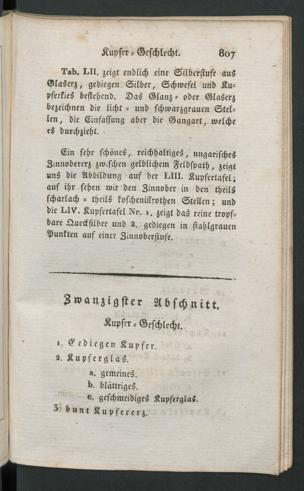 Kupfer-Geschlecht. 807
Tab. LII. zeigt endlich eine Silberstufe aus
Glaserz, gediegen Silber, Schwefel und Ku-
pferkies bestehend. Das Glanz- oder Glaserz
bezeichnen die licht- und schwarzgrauen Stel-
len, die Einfassung aber die Gangart, welche
es durchzieht.
Ein sehr schönes, reichhaltiges, ungarisches
Zinnobererz zwischen gelblichem Feldspath, zeigt
uns die Abbildung auf der LIII. Kupfertafel;
auf ihr sehen wir den Zinnober in den theils
scharlach- theils koschenillrothen Stellen; und
die LIV. Kupfertafel Nr. 1. zeigt das reine tropf-
bare Quecksilber und 2. gediegen in stahlgrauen
Punkten auf einer Zinnoberstufe.
Zwanzigster Abschnitt.
Kupfer-Geschlecht.
1. Gediegen Kupfer.
2. Kupferglas.
a. gemeines.
b. blättriges.
c. geschmeidiges Kupferglas.
3. bunt Kupfererz.